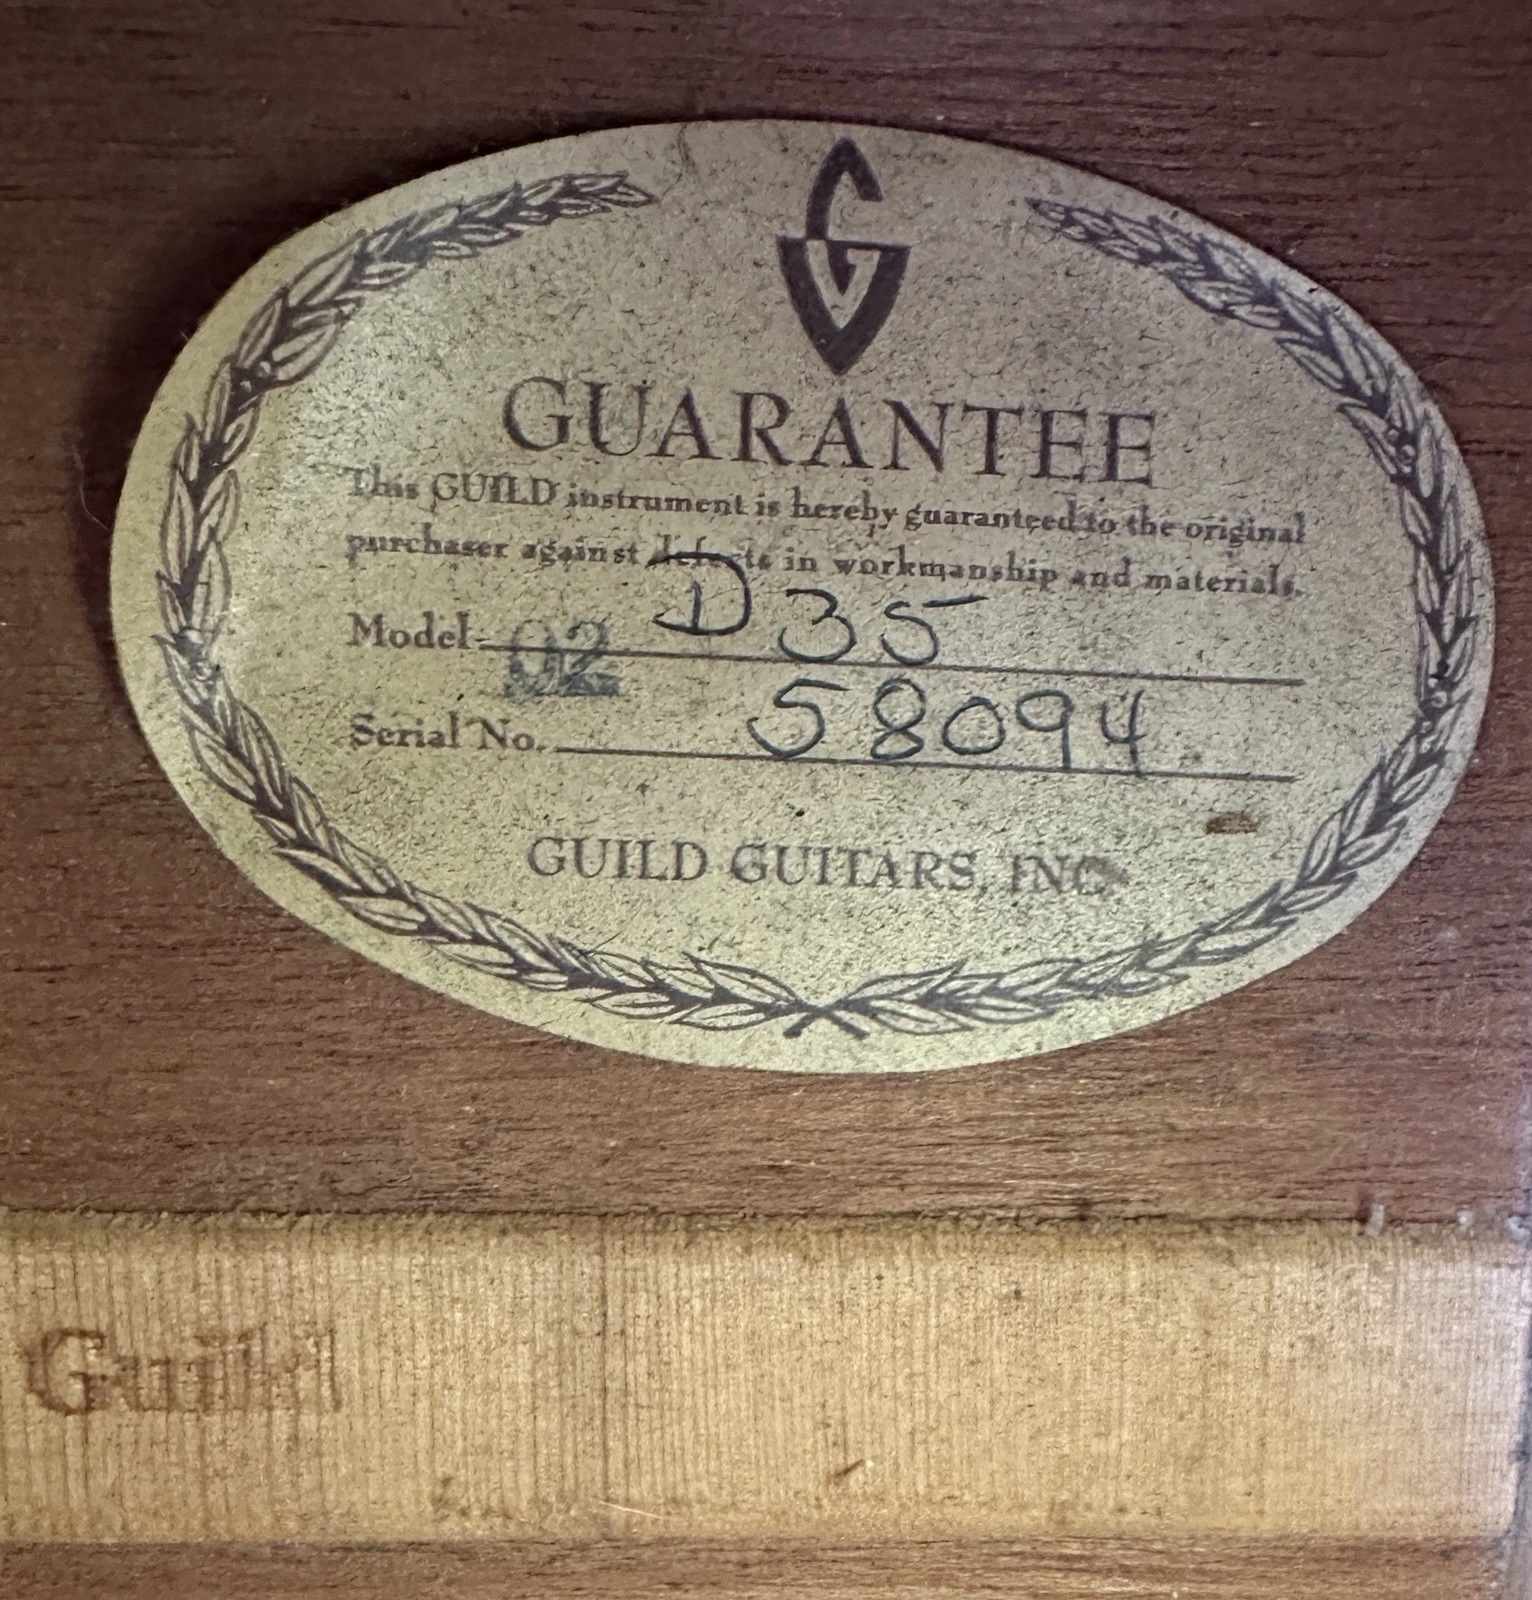 GUARANTEE
This GUILD instrument is hereby guaranteed to the original
purchaser against defects in workmanship and materials.
Model D35
92
Serial No. 58094
GUILD GUITARS, INC.
Guild